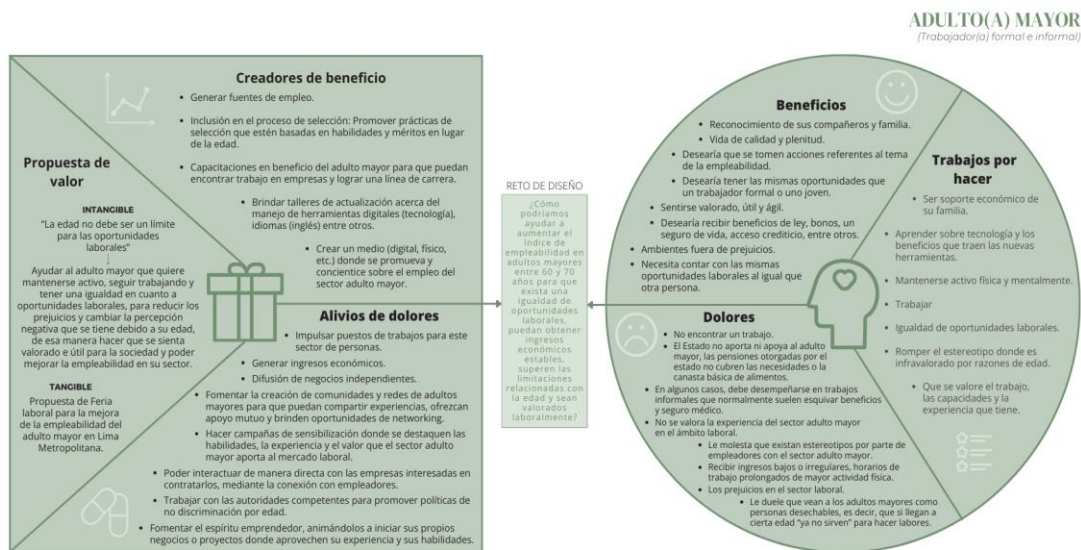 ADULTO(A) MAYOR
(Trabajador(a) formal e informal)
Creadores de beneficio
• Generar fuentes de empleo.
• Inclusión en el proceso de selección: Promover prácticas de
selección que estén basadas en habilidades y méritos en lugar
de la edad.
• Capacitaciones en beneficio del adulto mayor para que puedan
encontrar trabajo en empresas y lograr una línea de carrera.
• Brindar talleres de actualización acerca del
manejo de herramientas digitales (tecnología),
idiomas (inglés) entre otros.
• Crear un medio (digital, físico,
etc.) donde se promueva y
concientice sobre el empleo del
sector adulto mayor.
Propuesta de
valor
INTANGIBLE
“La edad no debe ser un límite
para las oportunidades
laborales”
Ayudar al adulto mayor que quiere
mantenerse activo, seguir trabajando y
tener una igualdad en cuanto a
oportunidades laborales, para reducir los
prejuicios y cambiar la percepción
negativa que se tiene debido a su edad,
de esa manera hacer que se sienta
valorado e útil para la sociedad y poder
mejorar la empleabilidad en su sector.
TANGIBLE
Propuesta de Feria
laboral para la mejora
de la empleabilidad del
adulto mayor en Lima
Metropolitana.
Alivios de dolores
• Impulsar puestos de trabajos para este
sector de personas.
• Generar ingresos económicos.
• Difusión de negocios independientes.
• Fomentar la creación de comunidades y redes de adultos
mayores para que puedan compartir experiencias, ofrezcan
apoyo mutuo y brinden oportunidades de networking.
• Hacer campañas de sensibilización donde se destaquen las
habilidades, la experiencia y el valor que el sector adulto
mayor aporta al mercado laboral.
• Poder interactuar de manera directa con las empresas interesadas en
contratarlos, mediante la conexión con empleadores.
• Trabajar con las autoridades competentes para promover políticas de
no discriminación por edad.
• Fomentar el espíritu emprendedor, animándolos a iniciar sus propios
negocios o proyectos donde aprovechen su experiencia y sus habilidades.
RETO DE DISEÑO
¿Cómo
podríamos
ayudar a
aumentar el
índice de
empleabilidad en
adultos mayores
entre 60 y 70
años para que
exista una
igualdad de
oportunidades
laborales,
puedan obtener
ingresos
económicos
estables,
superen las
limitaciones
relacionadas con
la edad y sean
valorados
laboralmente?
Beneficios
• Reconocimiento de sus compañeros y familia.
• Vida de calidad y plenitud.
• Desearía que se tomen acciones referentes al tema
de la empleabilidad.
• Desearía tener las mismas oportunidades que
un trabajador formal o uno joven.
• Sentirse valorado, útil y ágil.
• Desearía recibir beneficios de ley, bonos, un
seguro de vida, acceso crediticio, entre otros.
• Ambientes fuera de prejuicios.
• Necesita contar con las mismas
oportunidades laborales al igual que
otra persona.
Dolores
• No encontrar un trabajo.
• El Estado no aporta ni apoya al adulto
mayor, las pensiones otorgadas por el
estado no cubren las necesidades o la
canasta básica de alimentos.
• En algunos casos, debe desempeñarse en trabajos
informales que normalmente suelen esquivar beneficios
y seguro médico.
• No se valora la experiencia del sector adulto mayor
en el ámbito laboral.
• Le molesta que existan estereotipos por parte de
empleadores con el sector adulto mayor.
• Recibir ingresos bajos o irregulares, horarios de
trabajo prolongados de mayor actividad física.
• Los prejuicios en el sector laboral.
• Le duele que vean a los adultos mayores como
personas desechables, es decir, que si llegan a
cierta edad “ya no sirven” para hacer labores.
Trabajos por
hacer
• Ser soporte económico de
su familia.
• Aprender sobre tecnología y los
beneficios que traen las nuevas
herramientas.
• Mantenerse activo física y mentalmente.
• Trabajar
• Igualdad de oportunidades laborales.
• Romper el estereotipo donde es
infravalorado por razones de edad.
• Que se valore el trabajo,
las capacidades y la
experiencia que tiene.